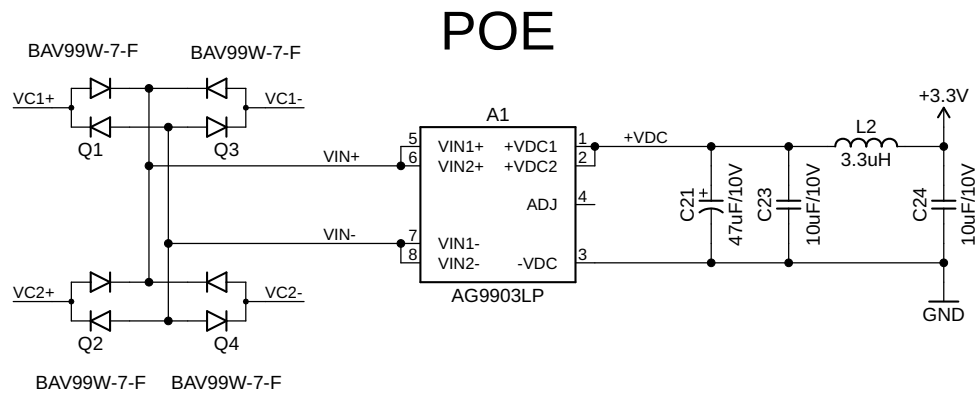 POE
BAV99W-7-F
BAV99W-7-F
VC1+
VC1-
Q1
Q3
VIN+
VIN-
VC2+
VC2-
Q2
Q4
BAV99W-7-F
BAV99W-7-F
A1
5 VIN1+ +VDC1 1
6 VIN2+ +VDC2 2
ADJ 4
7 VIN1-
8 VIN2- -VDC 3
AG9903LP
+VDC
C21
+
47uF/10V
C23
10uF/10V
L2
3.3uH
+3.3V
C24
10uF/10V
GND